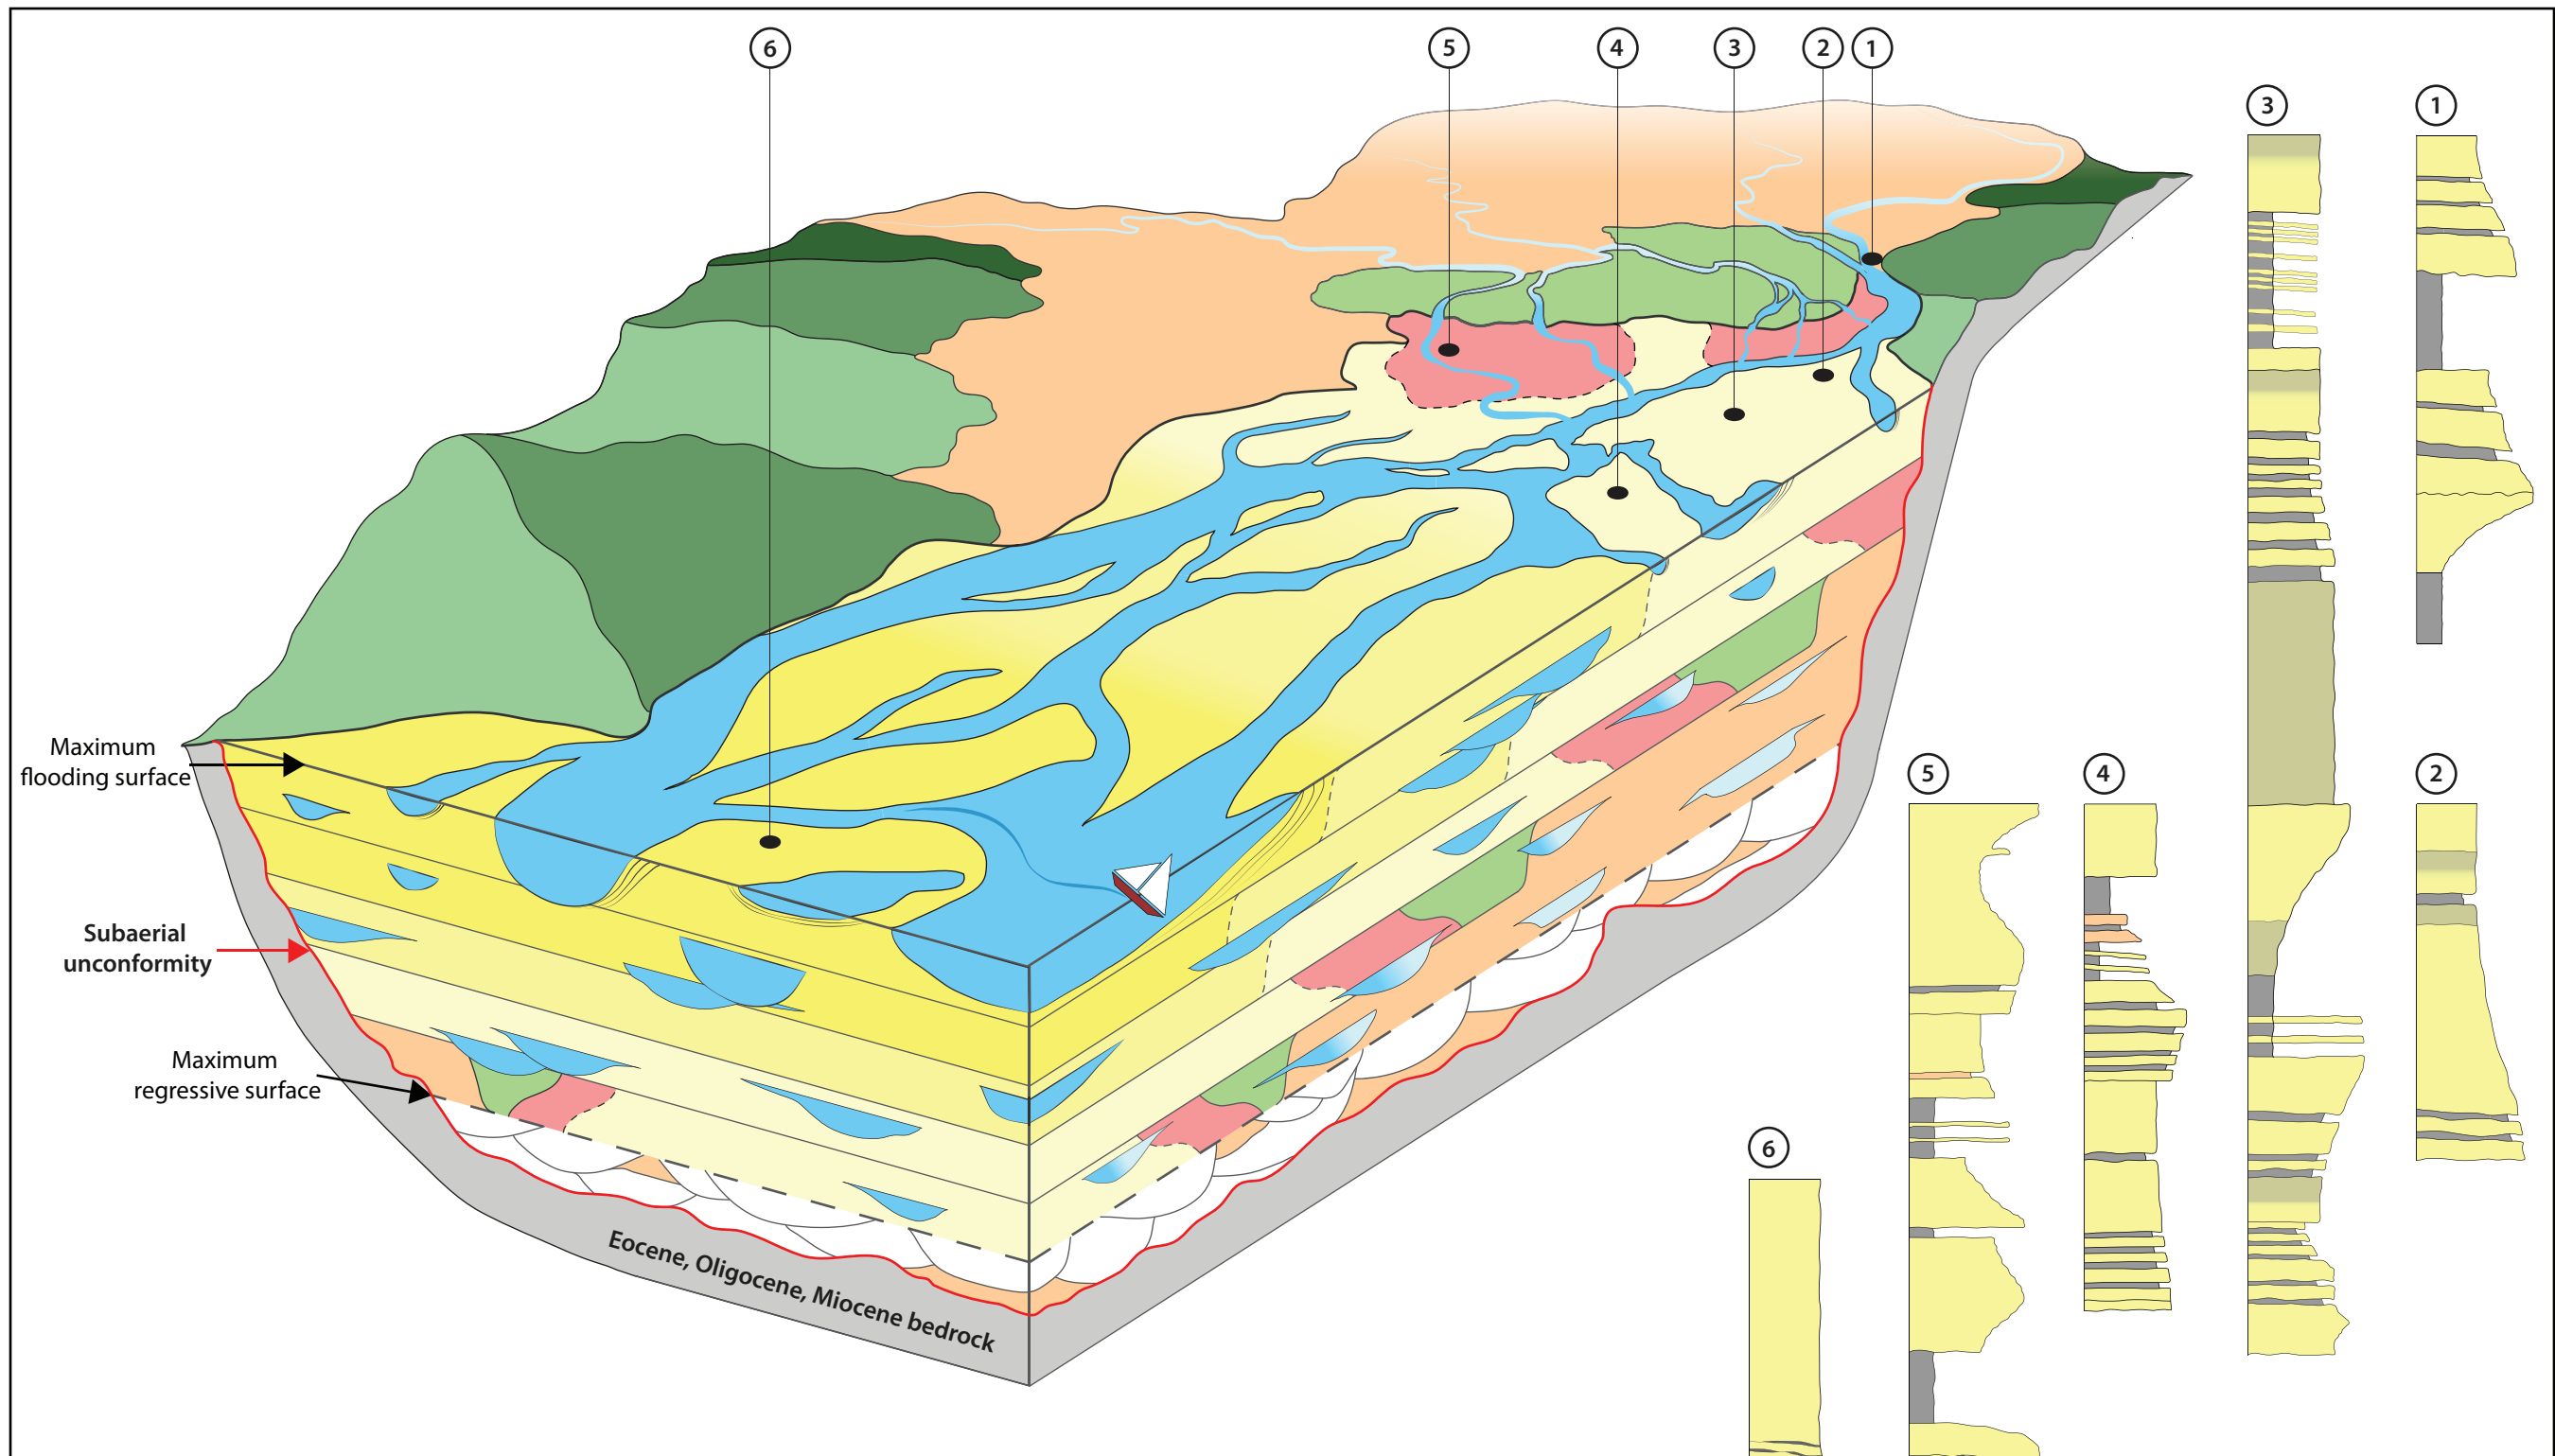 6
5
4
3
2
1
3
1
Maximum
flooding surface
5
4
2
Subaerial
unconformity
Maximum
regressive surface
6
Eocene, Oligocene, Miocene bedrock